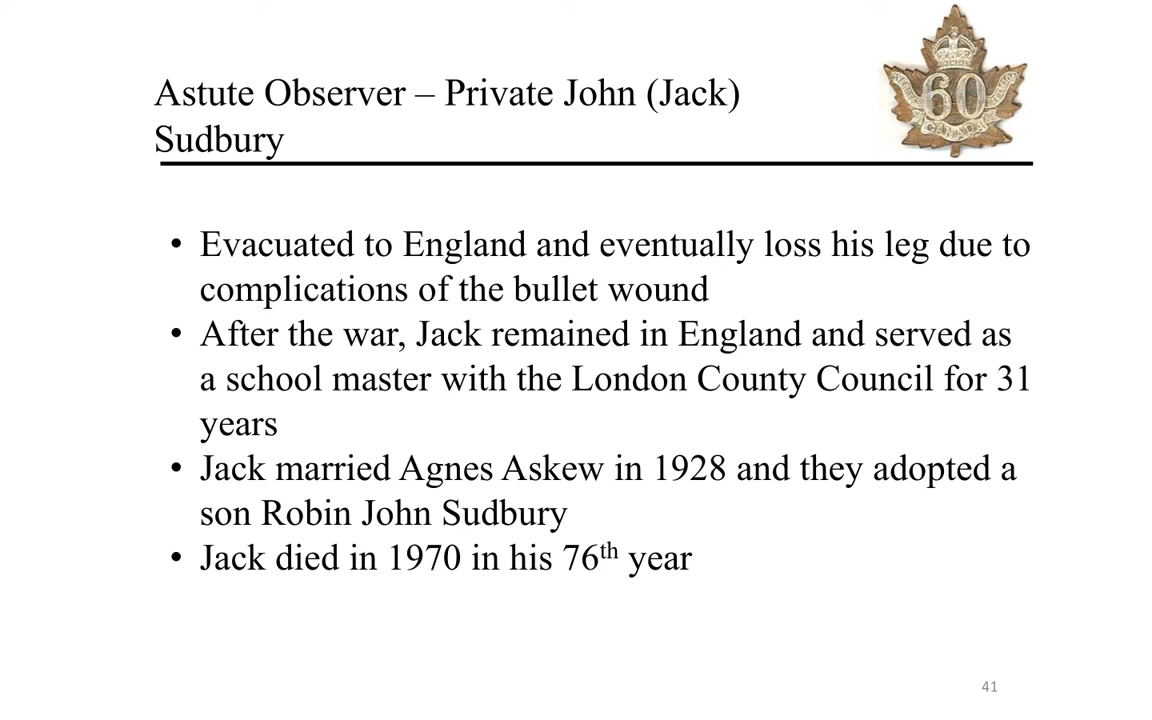 Astute Observer – Private John (Jack)
Sudbury
60
CANADA
• Evacuated to England and eventually loss his leg due to
complications of the bullet wound
• After the war, Jack remained in England and served as
a school master with the London County Council for 31
years
• Jack married Agnes Askew in 1928 and they adopted a
son Robin John Sudbury
• Jack died in 1970 in his 76th year
41